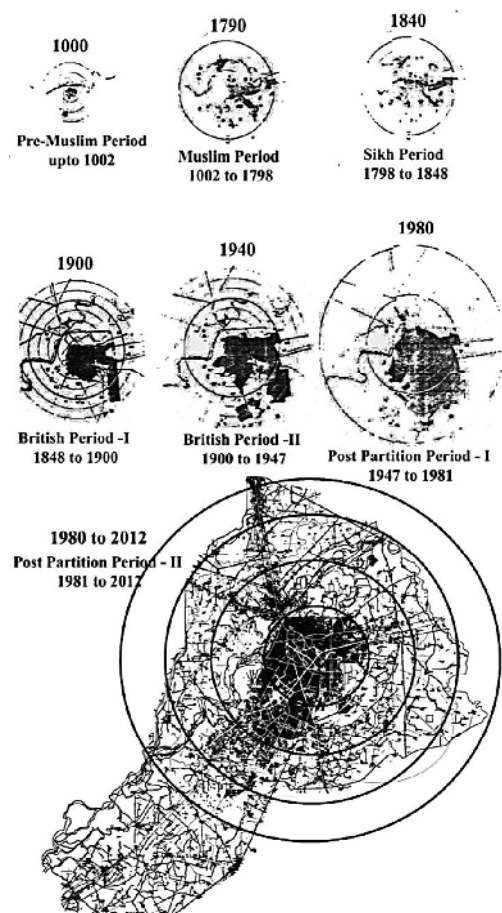 1000
Pre-Muslim Period
upto 1002
1790
Muslim Period
1002 to 1798
1840
Sikh Period
1798 to 1848
1900
British Period -I
1848 to 1900
1940
British Period -II
1900 to 1947
1980
Post Partition Period - I
1947 to 1981
1980 to 2012
Post Partition Period - II
1981 to 2012